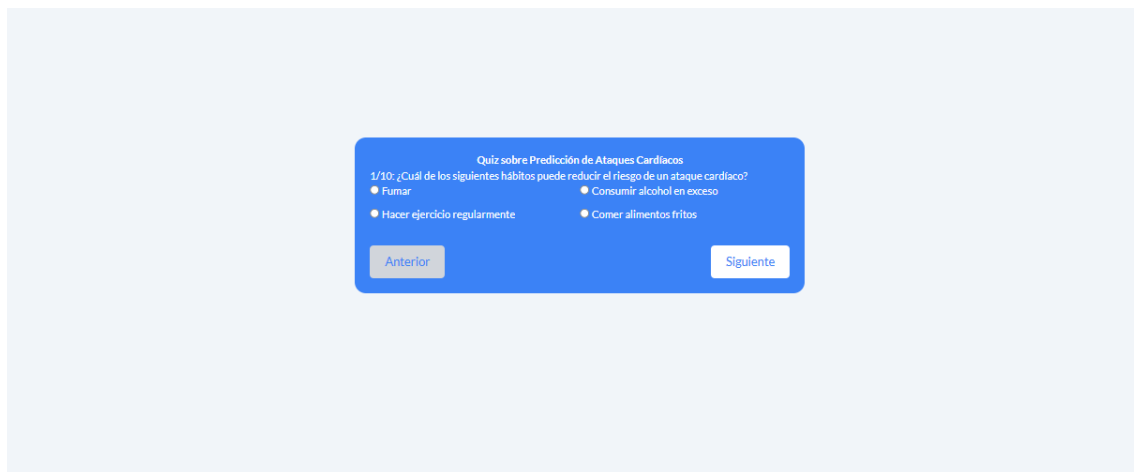 Quiz sobre Predicción de Ataques Cardíacos
1/10: ¿Cuál de los siguientes hábitos puede reducir el riesgo de un ataque cardíaco?
Fumar
Consumir alcohol en exceso
Hacer ejercicio regularmente
Comer alimentos fritos
Anterior
Siguiente